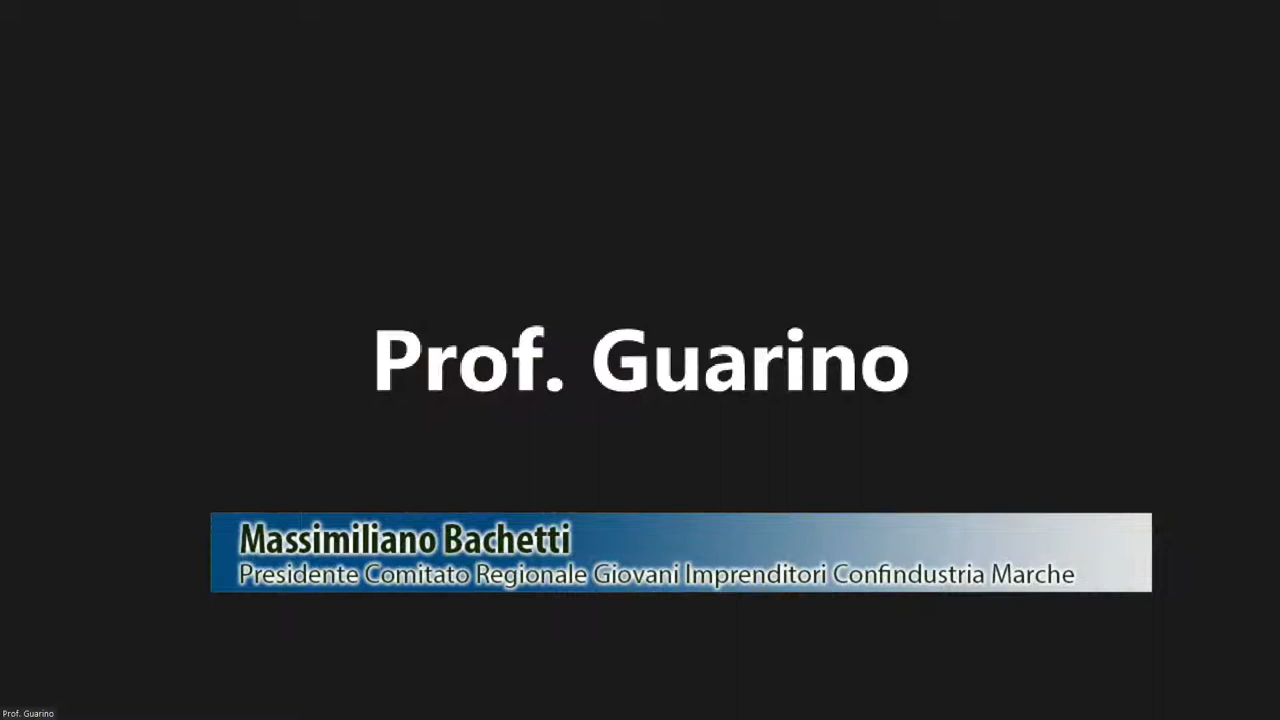 Prof. Guarino
Massimiliano Bachetti
Presidente Comitato Regionale Giovani Imprenditori Confindustria Marche
Prof. Guarino